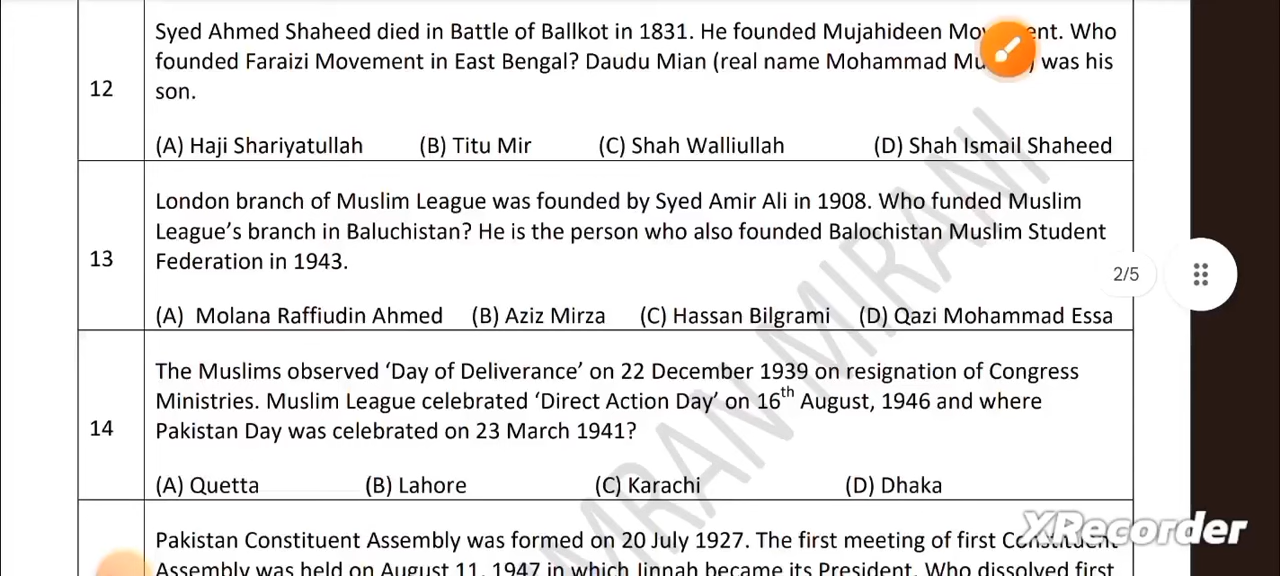 Syed Ahmed Shaheed died in Battle of Ballkot in 1831. He founded Mujahideen Mov ent. Who
founded Faraizi Movement in East Bengal? Daudu Mian (real name Mohammad Mu ) was his
12
son.
(A) Haji Shariyatullah (B) Titu Mir (C) Shah Walliullah (D) Shah Ismail Shaheed
London branch of Muslim League was founded by Syed Amir Ali in 1908. Who funded Muslim
League's branch in Baluchistan? He is the person who also founded Balochistan Muslim Student
13
Federation in 1943.
2/5
(A) Molana Raffiudin Ahmed (B) Aziz Mirza (C) Hassan Bilgrami (D) Qazi Mohammad Essa
The Muslims observed 'Day of Deliverance' on 22 December 1939 on resignation of Congress
Ministries. Muslim League celebrated 'Direct Action Day' on 16th August, 1946 and where
14
Pakistan Day was celebrated on 23 March 1941?
(A) Quetta (B) Lahore (C) Karachi (D) Dhaka
Pakistan Constituent Assembly was formed on 20 July 1927. The first meeting of first Constituent
Assembly was held on August 11, 1947 in which Jinnah became its President. Who dissolved first
MRAN MIRANI
XRecorder